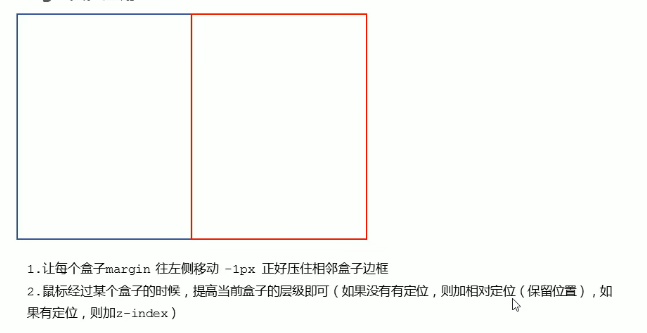 1.让每个盒子margin 往左侧移动 -1px 正好压住相邻盒子边框
2.鼠标经过某个盒子的时候，提高当前盒子的层级即可（如果没有有定位，则加相对定位（保留位置），如
果有定位，则加z-index）